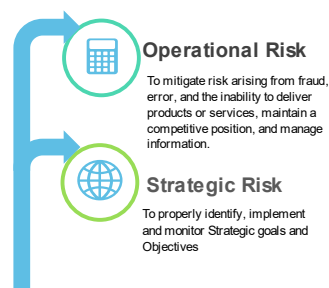 Operational Risk
To mitigate risk arising from fraud,
error, and the inability to deliver
products or services, maintain a
competitive position, and manage
information.
Strategic Risk
To properly identify, implement
and monitor Strategic goals and
Objectives